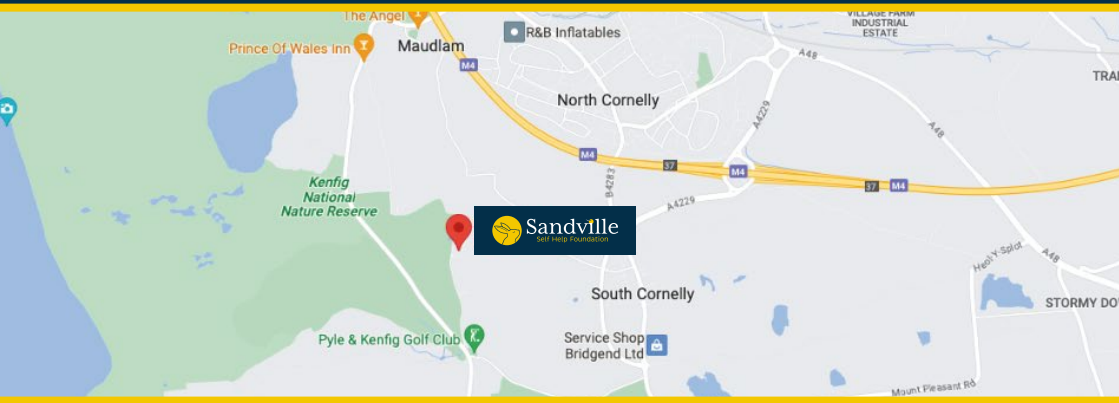 The Angel
R&B Inflatables
VILLAGE FARM
INDUSTRIAL
ESTATE
Prince Of Wales Inn
Maudlam
M4
A48
TRA
North Cornelly
A4229
A48
M4
37
M4
37
M4
B4283
Kenfig
National
Nature Reserve
A4229
Sandville
Self Help Foundation
Heol-Y-Splot
A48
South Cornelly
STORMY DO
Pyle & Kenfig Golf Club
Service Shop
Bridgend Ltd
Mount Pleasant Rd